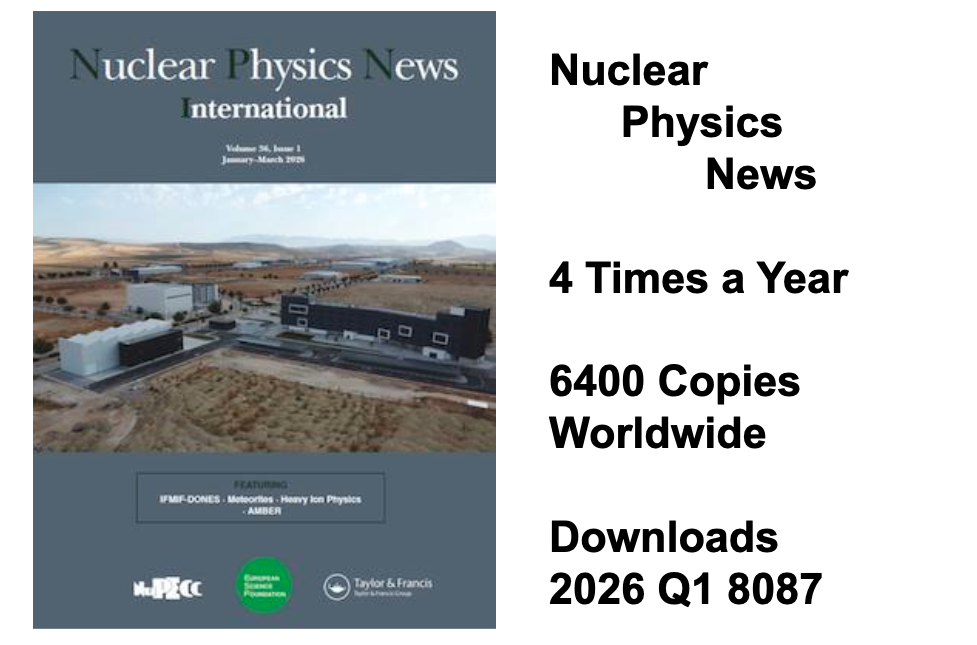 Nuclear Physics News
International
Volume 36, Issue 1
January–March 2026
FEATURING
IFMIF-DONES · Meteorites · Heavy Ion Physics
· AMBER
NuPECC
EUROPEAN
SCIENCE
FOUNDATION
Taylor & Francis
Taylor & Francis Group
Nuclear
Physics
News
4 Times a Year
6400 Copies
Worldwide
Downloads
2026 Q1 8087